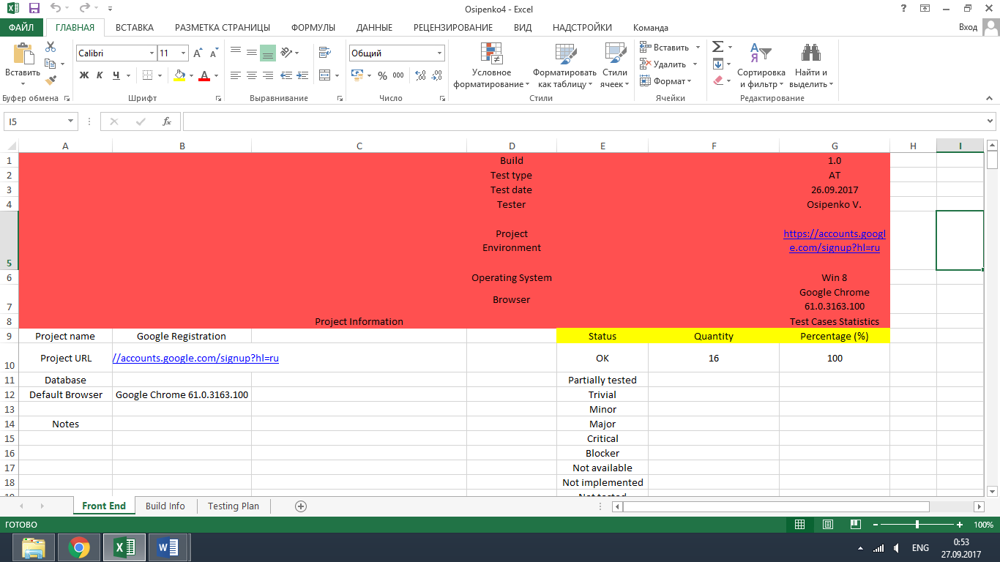 Osipenko4 - Excel
?
ФАЙЛ ГЛАВНАЯ ВСТАВКА РАЗМЕТКА СТРАНИЦЫ ФОРМУЛЫ ДАННЫЕ РЕЦЕНЗИРОВАНИЕ ВИД НАДСТРОЙКИ Команда Вход
Вставить
Calibri 11
Ж К Ч
Общий
% 000
Условное форматирование
Форматировать как таблицу
Стили ячеек
Вставить
Удалить
Формат
Сортировка и фильтр
Найти и выделить
Буфер обмена Шрифт Выравнивание Число Стили Ячейки Редактирование
I5 fx
A B C D E F G H I
1 Build 1.0
2 Test type AT
3 Test date 26.09.2017
4 Tester Osipenko V.
5 Project Environment https://accounts.google.com/signup?hl=ru
6 Operating System Win 8
7 Browser Google Chrome 61.0.3163.100
8 Project Information Test Cases Statistics
9 Project name Google Registration Status Quantity Percentage (%)
10 Project URL //accounts.google.com/signup?hl=ru OK 16 100
11 Database Partially tested
12 Default Browser Google Chrome 61.0.3163.100 Trivial
13 Minor
14 Notes Major
15 Critical
16 Blocker
17 Not available
18 Not implemented
Front End Build Info Testing Plan
ГОТОВО 100%
ENG
0:53
27.09.2017